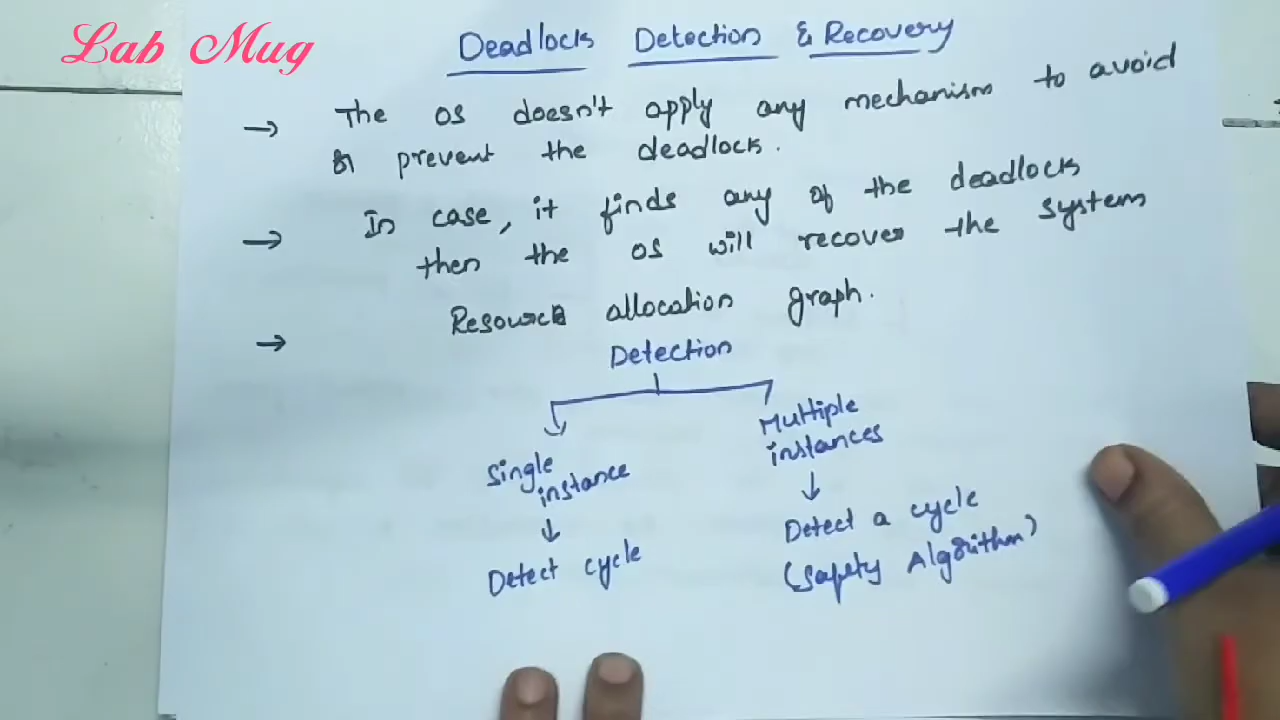 Lab Mug
Deadlocks Detection & Recovery
→ The OS doesn't apply any mechanism to avoid
or prevent the deadlock.
→ In case, it finds any of the deadlock
then the OS will recover the system
→ Resource allocation graph.
Detection
Single instance
Multiple instances
Detect cycle
Detect a cycle
(Safety Algorithm)